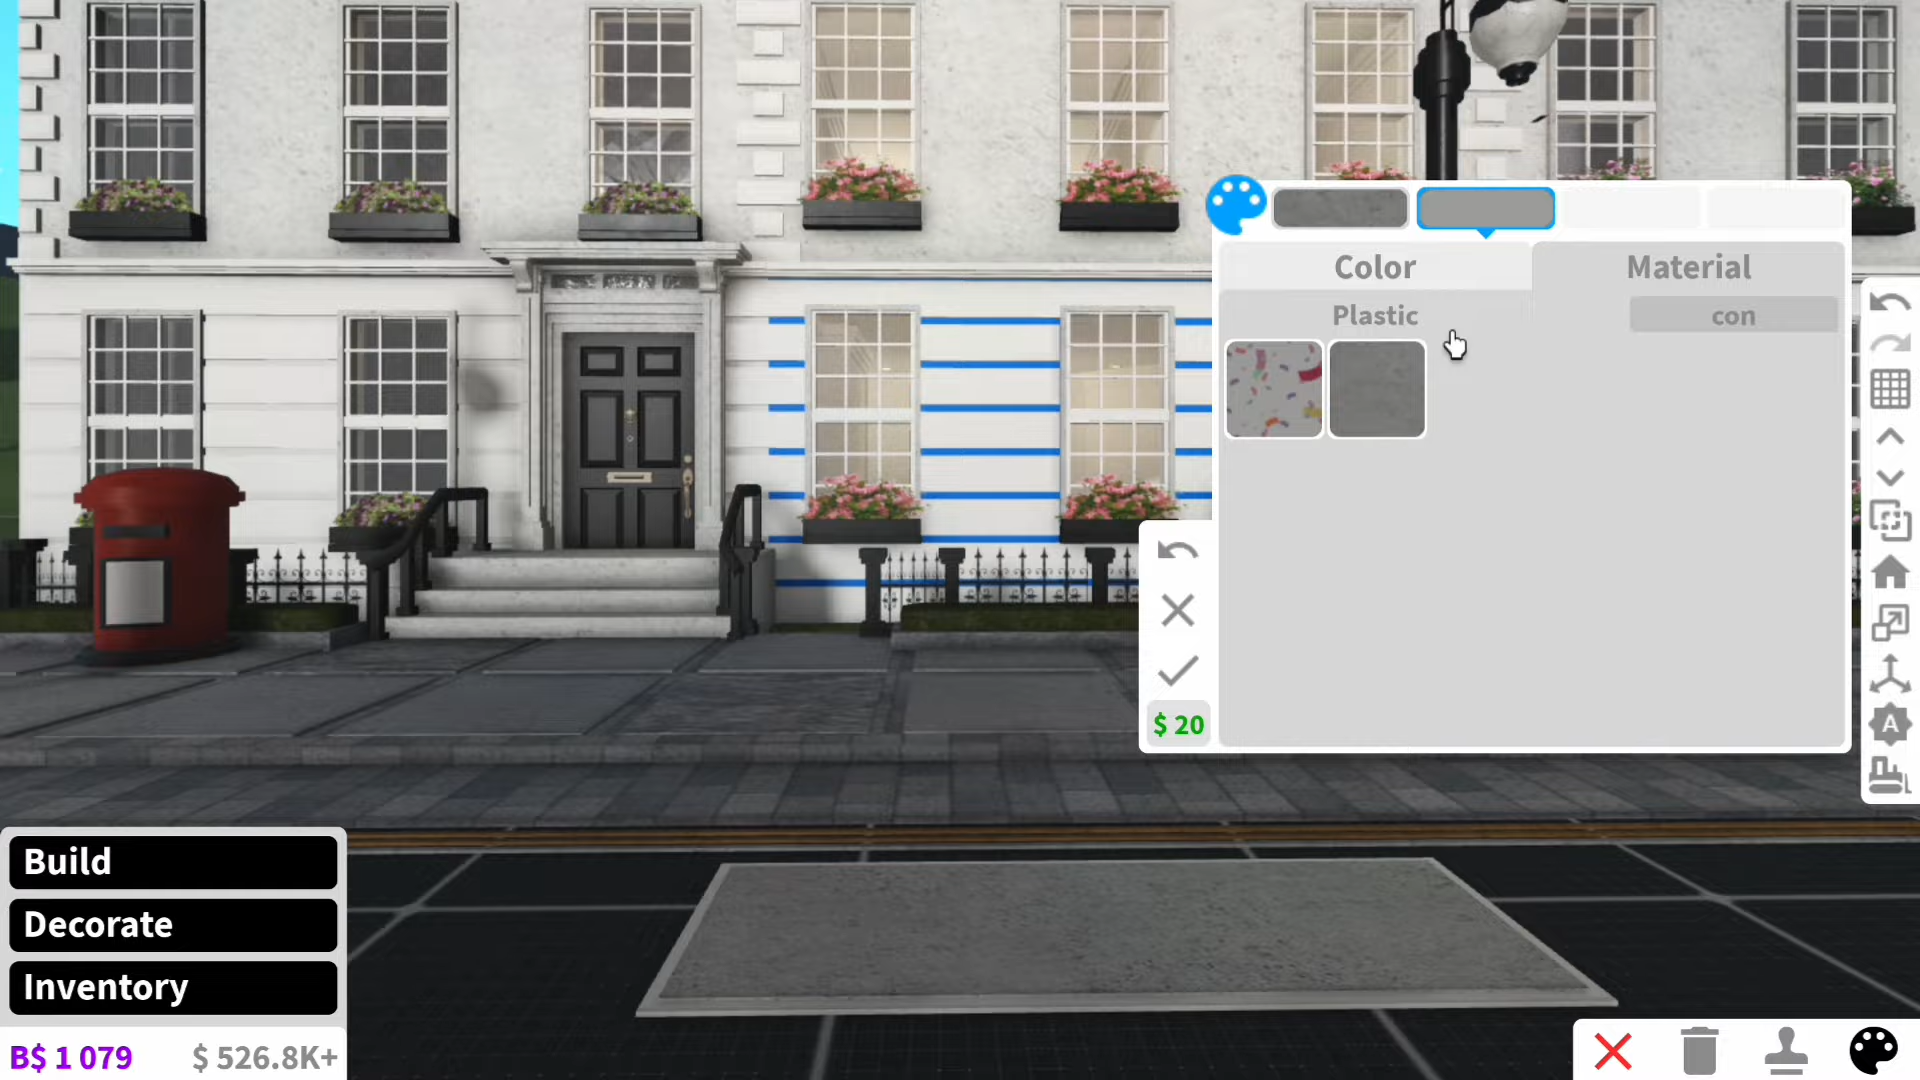 Color
Material
Plastic
con
$ 20
A
Build
Decorate
Inventory
B$ 1 079
$ 526.8K+